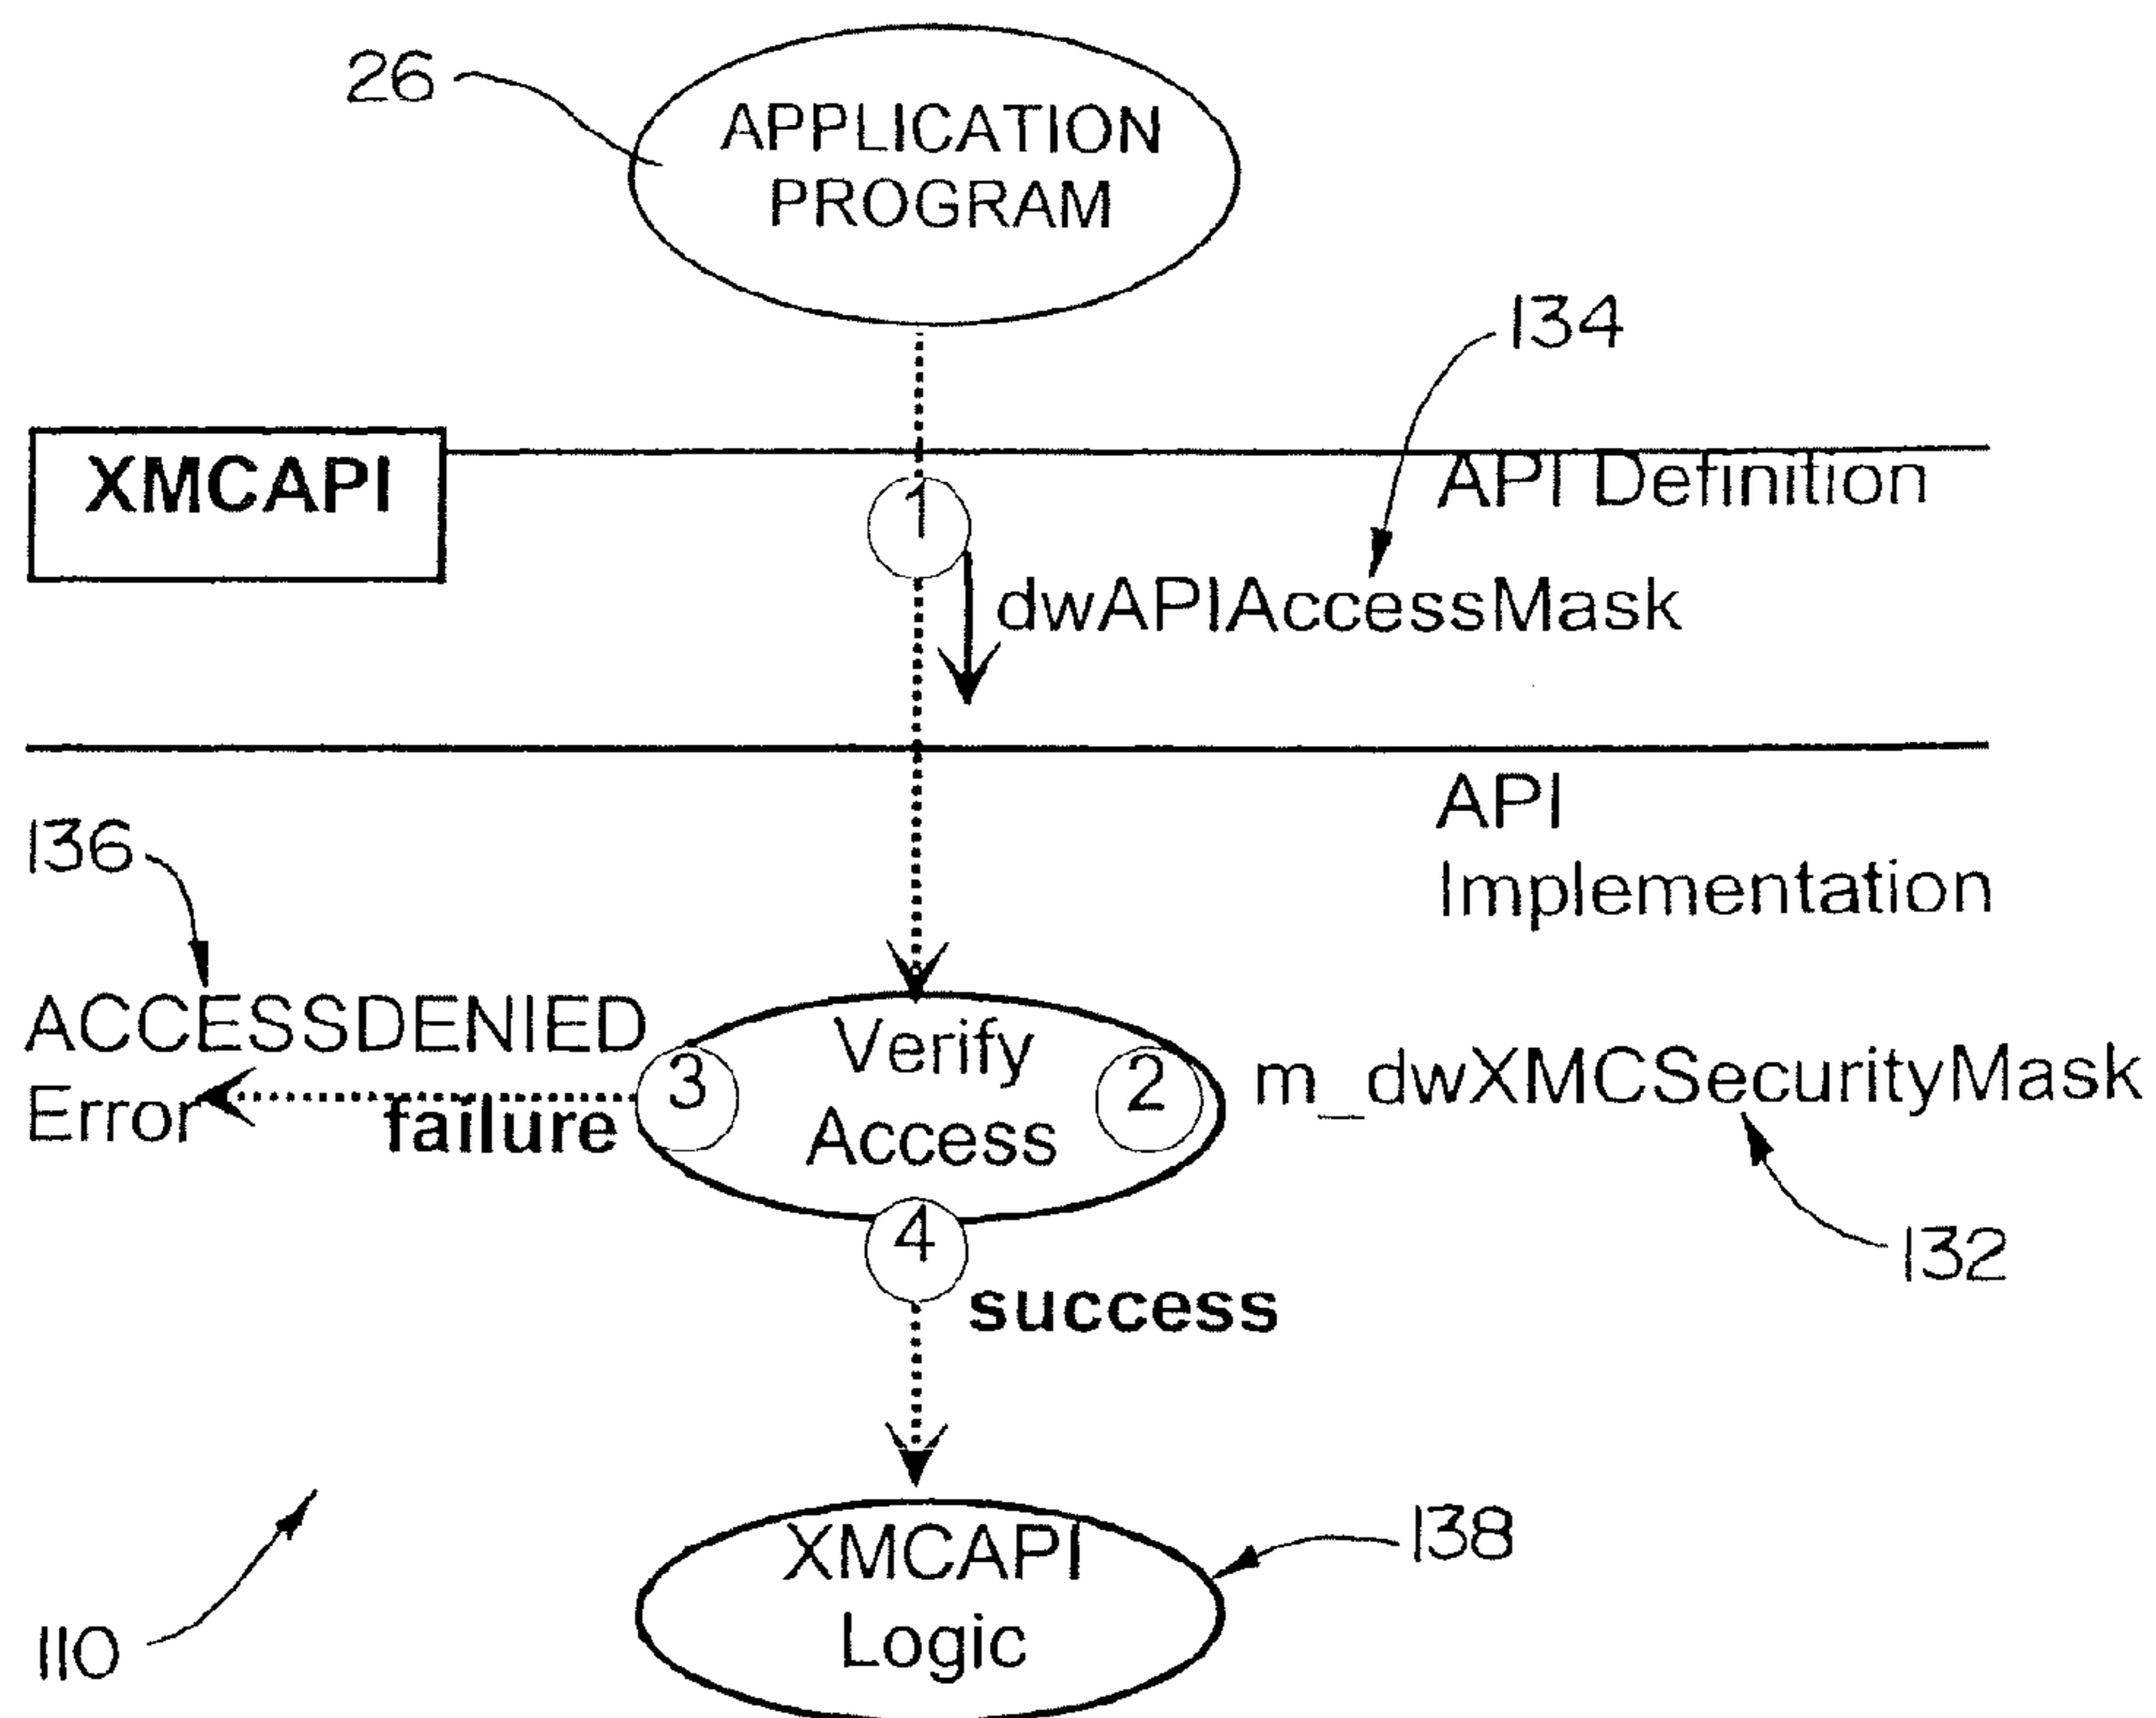 26
APPLICATION
PROGRAM
134
XMCAPI
API Definition
1
dwAPIAccessMask
API
Implementation
136
ACCESSDENIED
Error
failure
3
Verify
Access
2
m_dwXMCSecurityMask
132
4
success
XMCAPI
Logic
138
110